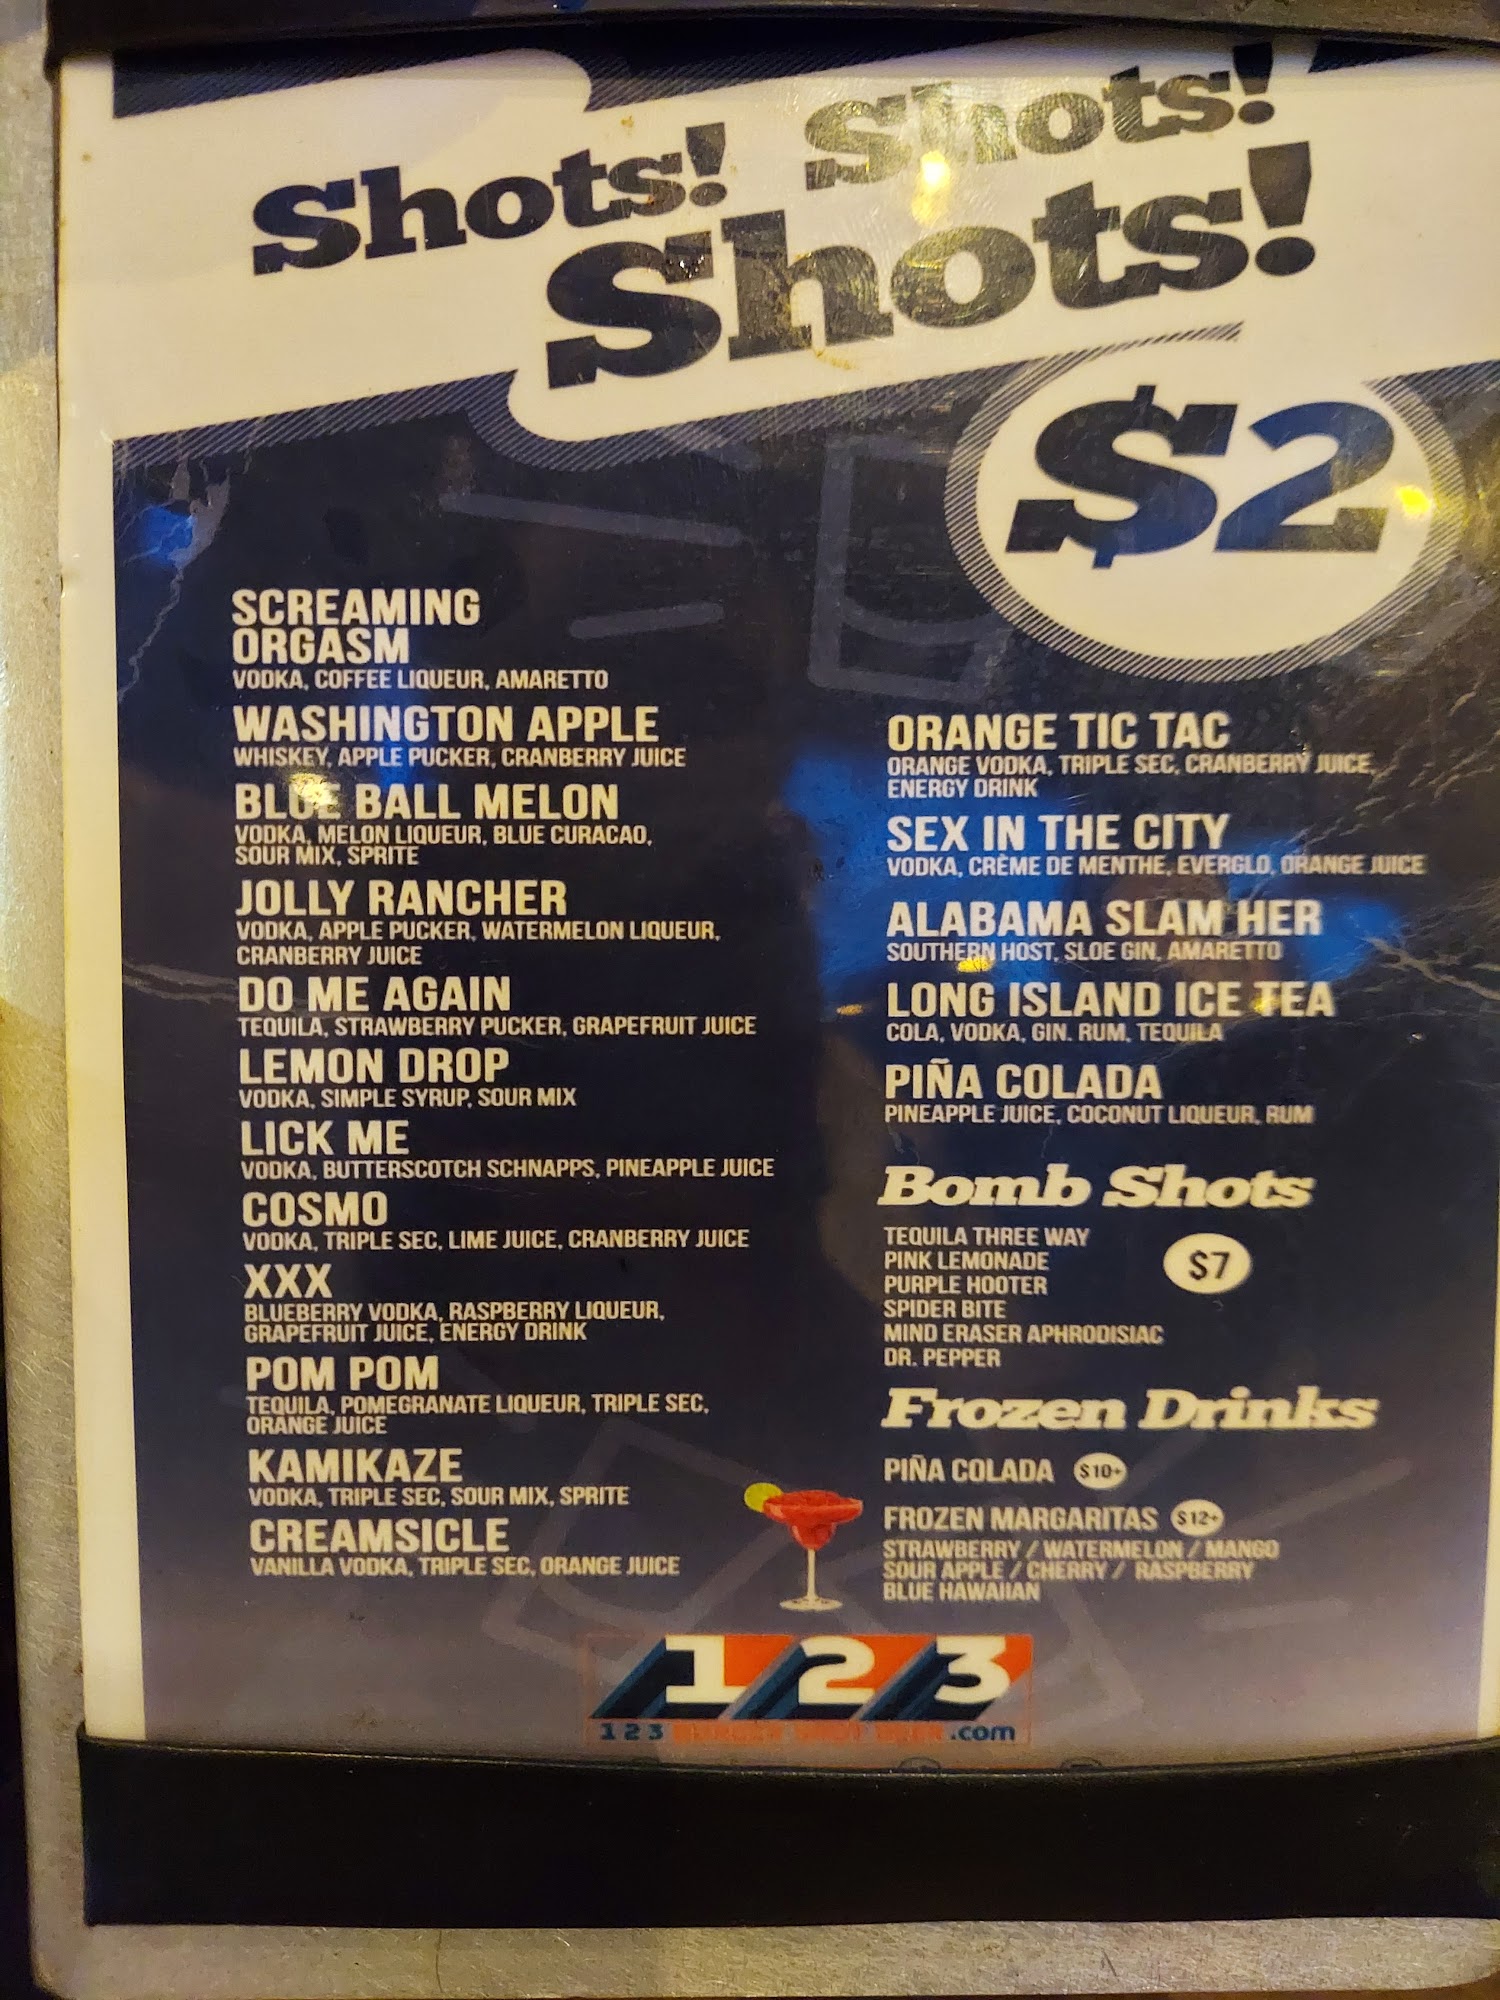 Shots! Shots!
Shots!
$2
SCREAMING
ORGASM
VODKA, COFFEE LIQUEUR, AMARETTO
WASHINGTON APPLE
WHISKEY, APPLE PUCKER, CRANBERRY JUICE
BLUE BALL MELON
VODKA, MELON LIQUEUR, BLUE CURACAO,
SOUR MIX, SPRITE
JOLLY RANCHER
VODKA, APPLE PUCKER, WATERMELON LIQUEUR,
CRANBERRY JUICE
DO ME AGAIN
TEQUILA, STRAWBERRY PUCKER, GRAPEFRUIT JUICE
LEMON DROP
VODKA, SIMPLE SYRUP, SOUR MIX
LICK ME
VODKA, BUTTERSCOTCH SCHNAPPS, PINEAPPLE JUICE
COSMO
VODKA, TRIPLE SEC, LIME JUICE, CRANBERRY JUICE
XXX
BLUEBERRY VODKA, RASPBERRY LIQUEUR,
GRAPEFRUIT JUICE, ENERGY DRINK
POM POM
TEQUILA, POMEGRANATE LIQUEUR, TRIPLE SEC,
ORANGE JUICE
KAMIKAZE
VODKA, TRIPLE SEC, SOUR MIX, SPRITE
CREAMSICLE
VANILLA VODKA, TRIPLE SEC, ORANGE JUICE
ORANGE TIC TAC
ORANGE VODKA, TRIPLE SEC, CRANBERRY JUICE,
ENERGY DRINK
SEX IN THE CITY
VODKA, CRÈME DE MENTHE, EVERGLO, ORANGE JUICE
ALABAMA SLAM HER
SOUTHERN HOST, SLOE GIN, AMARETTO
LONG ISLAND ICE TEA
COLA, VODKA, GIN. RUM, TEQUILA
PIÑA COLADA
PINEAPPLE JUICE, COCONUT LIQUEUR, RUM
Bomb Shots
TEQUILA THREE WAY
PINK LEMONADE
$7
PURPLE HOOTER
SPIDER BITE
MIND ERASER APHRODISIAC
DR. PEPPER
Frozen Drinks
PIÑA COLADA $10+
FROZEN MARGARITAS $12+
STRAWBERRY / WATERMELON / MANGO
SOUR APPLE / CHERRY / RASPBERRY
BLUE HAWAIIAN
1/2/3
123 BURGER SHOT BEER.com